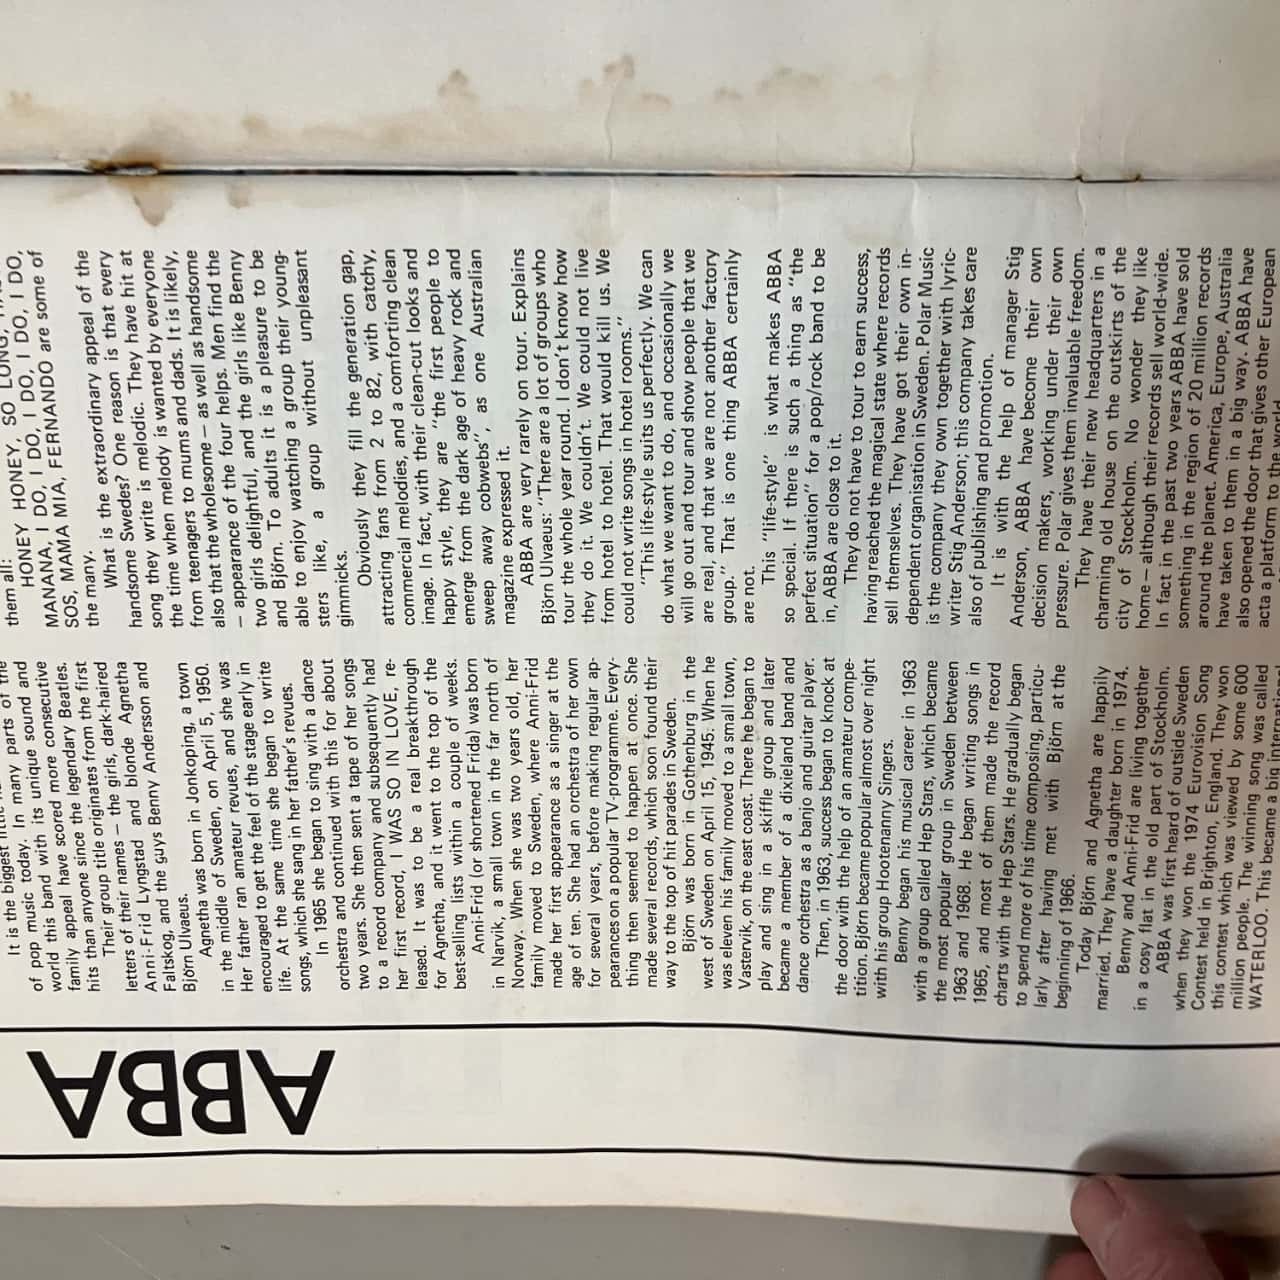 ABBA
It is the biggest
of pop music today. In many parts of the
world this band with its unique sound and
family appeal have scored more consecutive
hits than anyone since the legendary Beatles.
Their group title originates from the first
letters of their names — the girls, dark-haired
Anni-Frid Lyngstad and blonde Agnetha
Faltskog, and the guys Benny Andersson and
Björn Ulvaeus.
Agnetha was born in Jonkoping, a town
in the middle of Sweden, on April 5, 1950.
Her father ran amateur revues, and she was
encouraged to get the feel of the stage early in
life. At the same time she began to write
songs, which she sang in her father's revues.
In 1965 she began to sing with a dance
orchestra and continued with this for about
two years. She then sent a tape of her songs
to a record company and subsequently had
her first record, I WAS SO IN LOVE, re-
leased. It was to be a real breakthrough
for Agnetha, and it went to the top of the
best-selling lists within a couple of weeks.
Anni-Frid (or shortened Frida) was born
in Narvik, a small town in the far north of
Norway. When she was two years old, her
family moved to Sweden, where Anni-Frid
made her first appearance as a singer at the
age of ten. She had an orchestra of her own
for several years, before making regular ap-
pearances on a popular TV-programme. Every-
thing then seemed to happen at once. She
made several records, which soon found their
way to the top of hit parades in Sweden.
Björn was born in Gothenburg in the
west of Sweden on April 15, 1945. When he
was eleven his family moved to a small town,
Vastervik, on the east coast. There he began to
play and sing in a skiffle group and later
became a member of a dixieland band and
dance orchestra as a banjo and guitar player.
Then, in 1963, success began to knock at
the door with the help of an amateur compe-
tition. Björn became popular almost over night
with his group Hootenanny Singers.
Benny began his musical career in 1963
with a group called Hep Stars, which became
the most popular group in Sweden between
1963 and 1968. He began writing songs in
1965, and most of them made the record
charts with the Hep Stars. He gradually began
to spend more of his time composing, particu-
larly after having met with Björn at the
beginning of 1966.
Today Björn and Agnetha are happily
married. They have a daughter born in 1974.
Benny and Anni-Frid are living together
in a cosy flat in the old part of Stockholm.
ABBA was first heard of outside Sweden
when they won the 1974 Eurovision Song
Contest held in Brighton, England. They won
this contest which was viewed by some 600
million people. The winning song was called
WATERLOO. This became a big
them all:
HONEY HONEY, SO LONG,
MANANA, I DO, I DO, I DO, I DO, I DO,
SOS, MAMA MIA, FERNANDO are some of
the many.
What is the extraordinary appeal of the
handsome Swedes? One reason is that every
song they write is melodic. They have hit at
the time when melody is wanted by everyone
from teenagers to mums and dads. It is likely,
also that the wholesome — as well as handsome
— appearance of the four helps. Men find the
two girls delightful, and the girls like Benny
and Björn. To adults it is a pleasure to be
able to enjoy watching a group their young-
sters like, a group without unpleasant
gimmicks.
Obviously they fill the generation gap,
attracting fans from 2 to 82, with catchy,
commercial melodies, and a comforting clean
image. In fact, with their clean-cut looks and
happy style, they are "the first people to
emerge from the dark age of heavy rock and
sweep away cobwebs", as one Australian
magazine expressed it.
ABBA are very rarely on tour. Explains
Björn Ulvaeus: "There are a lot of groups who
tour the whole year round. I don't know how
they do it. We couldn't. We could not live
from hotel to hotel. That would kill us. We
could not write songs in hotel rooms."
"This life-style suits us perfectly. We can
do what we want to do, and occasionally we
will go out and tour and show people that we
are real, and that we are not another factory
group." That is one thing ABBA certainly
are not.
This "life-style" is what makes ABBA
so special. If there is such a thing as "the
perfect situation" for a pop/rock band to be
in, ABBA are close to it.
They do not have to tour to earn success,
having reached the magical state where records
sell themselves. They have got their own in-
dependent organisation in Sweden. Polar Music
is the company they own together with lyric-
writer Stig Anderson; this company takes care
also of publishing and promotion.
It is with the help of manager Stig
Anderson, ABBA have become their own
decision makers, working under their own
pressure. Polar gives them invaluable freedom.
They have their new headquarters in a
charming old house on the outskirts of the
city of Stockholm. No wonder they like
home — although their records sell world-wide.
In fact in the past two years ABBA have sold
something in the region of 20 million records
around the planet. America, Europe, Australia
have taken to them in a big way. ABBA have
also opened the door that gives other European
acta a platform to the